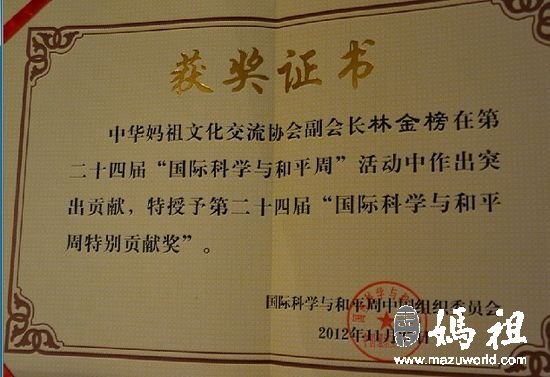 获奖证书
中华妈祖文化交流协会副会长林金榜在第
二十四届“国际科学与和平周”活动中作出突
出贡献，特授予第二十四届“国际科学与和平
周特别贡献奖”。
国际科学与和平周中国组织委员会
2012年11月
媽祖
www.mazuworld.com